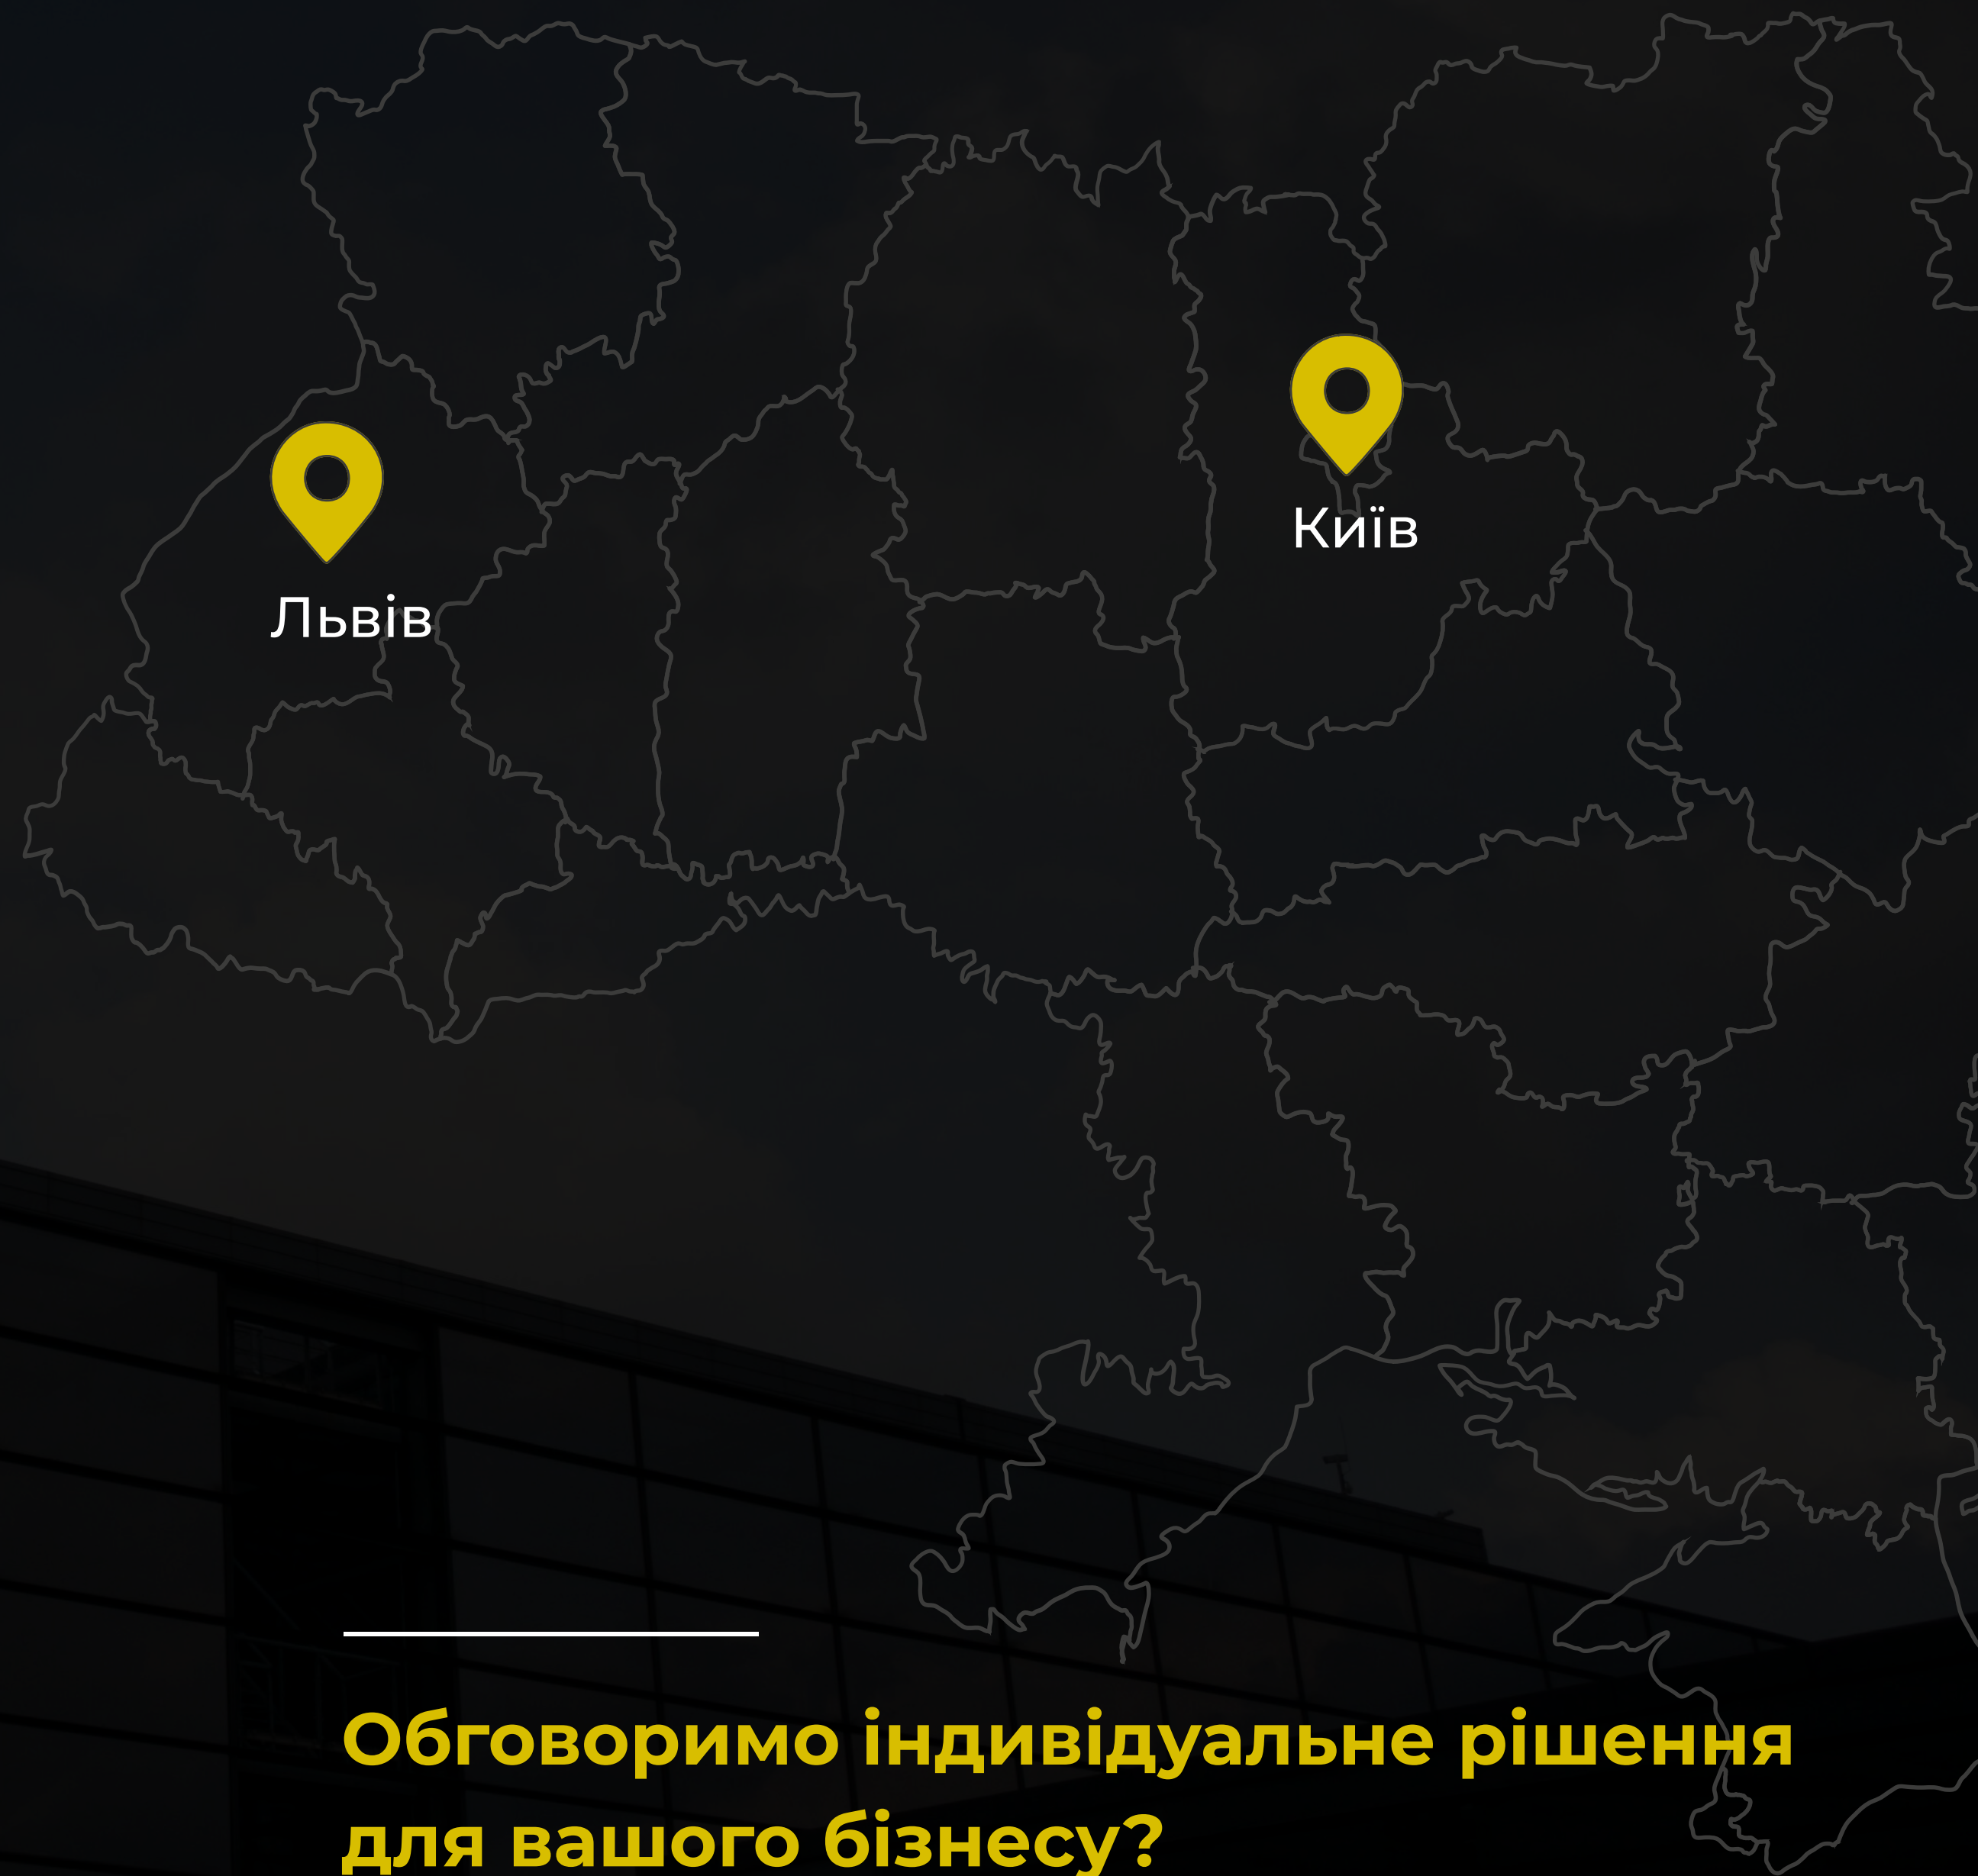 Київ
Львів
Обговоримо індивідуальне рішення
для вашого бізнесу?